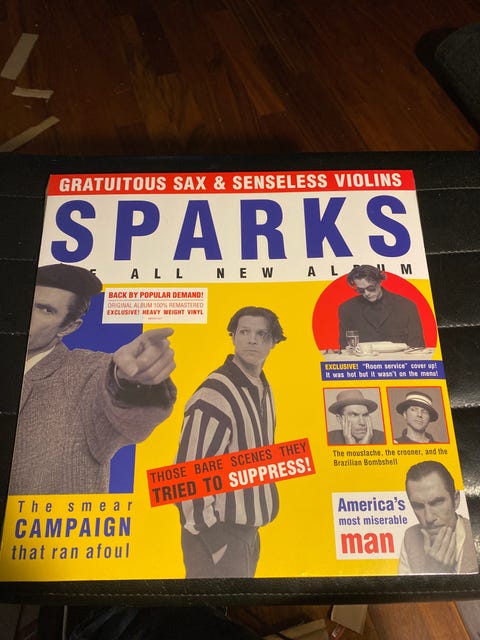 GRATUITOUS SAX & SENSELESS VIOLINS
SPARKS
ALL NEW ALBUM
BACK BY POPULAR DEMAND!
ORIGINAL ALBUM 100% REMASTERED
EXCLUSIVE! HEAVY WEIGHT VINYL
EXCLUSIVE! "Room service" cover up!
It was hot but it wasn't on the menu!
The moustache, the crooner, and the
Brazilian Bombshell
THOSE BARE SCENES THEY
TRIED TO SUPPRESS!
The smear
CAMPAIGN
that ran afoul
America's
most miserable
man